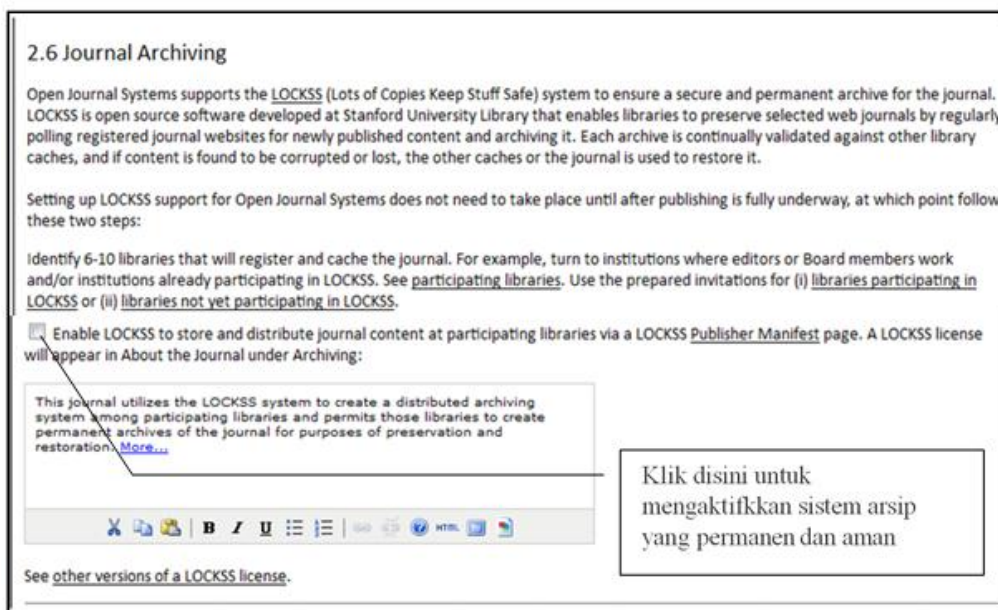 2.6 Journal Archiving
Open Journal Systems supports the LOCKSS (Lots of Copies Keep Stuff Safe) system to ensure a secure and permanent archive for the journal.
LOCKSS is open source software developed at Stanford University Library that enables libraries to preserve selected web journals by regularly
polling registered journal websites for newly published content and archiving it. Each archive is continually validated against other library
caches, and if content is found to be corrupted or lost, the other caches or the journal is used to restore it.
Setting up LOCKSS support for Open Journal Systems does not need to take place until after publishing is fully underway, at which point follow
these two steps:
Identify 6-10 libraries that will register and cache the journal. For example, turn to institutions where editors or Board members work
and/or institutions already participating in LOCKSS. See participating libraries. Use the prepared invitations for (i) libraries participating in
LOCKSS or (ii) libraries not yet participating in LOCKSS.
Enable LOCKSS to store and distribute journal content at participating libraries via a LOCKSS Publisher Manifest page. A LOCKSS license
will appear in About the Journal under Archiving:
This journal utilizes the LOCKSS system to create a distributed archiving
system among participating libraries and permits those libraries to create
permanent archives of the journal for purposes of preservation and
restoration. More...
Klik disini untuk
mengaktifkkan sistem arsip
yang permanen dan aman
B I U HTML
See other versions of a LOCKSS license.